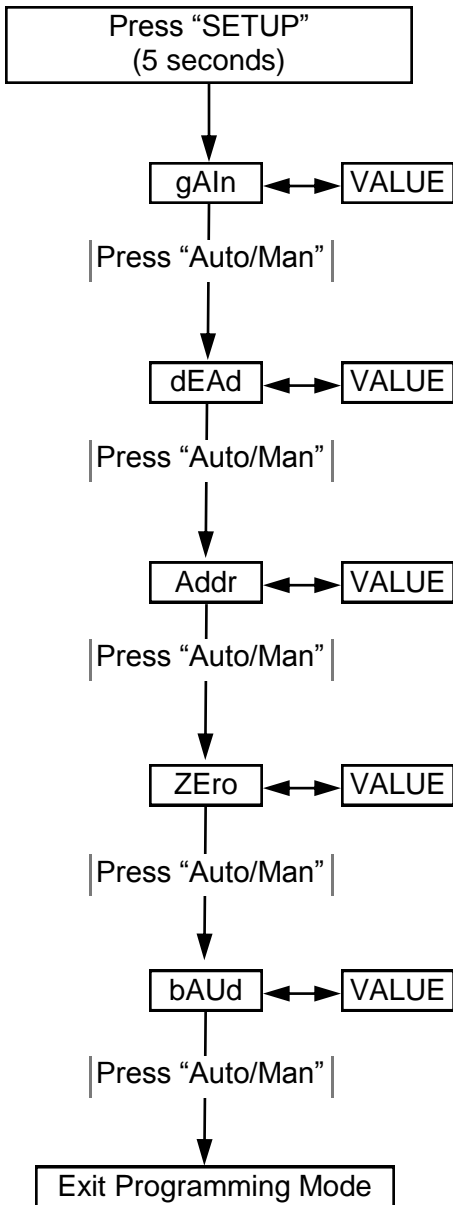 Press “SETUP”
(5 seconds)
gAIn VALUE
Press “Auto/Man”
dEAd VALUE
Press “Auto/Man”
Addr VALUE
Press “Auto/Man”
ZEro VALUE
Press “Auto/Man”
bAUd VALUE
Press “Auto/Man”
Exit Programming Mode